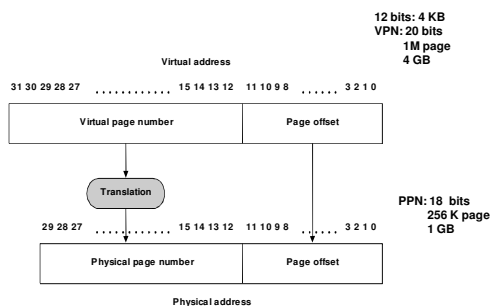 12 bits: 4 KB
VPN: 20 bits
1M page
4 GB
Virtual address
31 30 29 28 27 ............ 15 14 13 12 11 10 9 8 ...... 3 2 1 0
Virtual page number Page offset
Translation
PPN: 18 bits
256 K page
1 GB
29 28 27 ............ 15 14 13 12 11 10 9 8 ...... 3 2 1 0
Physical page number Page offset
Physical address